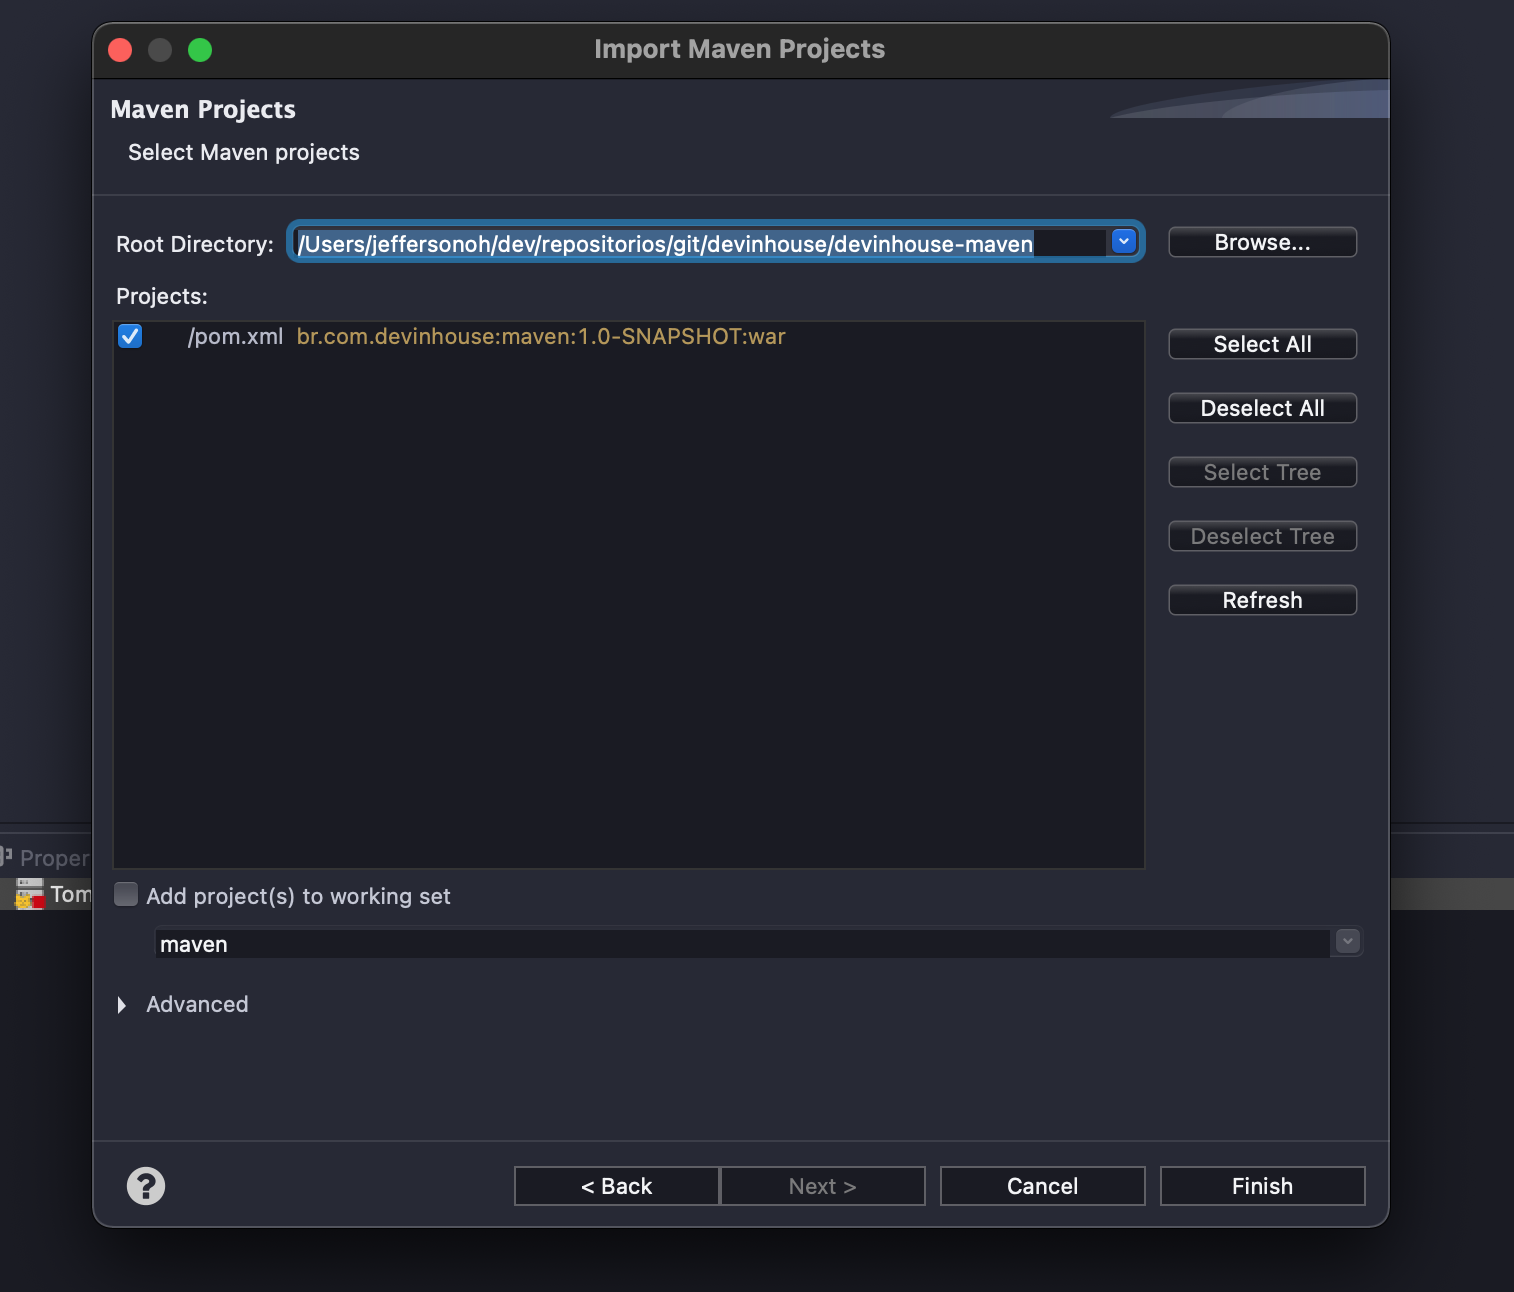 Import Maven Projects
Maven Projects
Select Maven projects
Root Directory: /Users/jeffersonoh/dev/repositorios/git/devinhouse/devinhouse-maven Browse...
Projects:
/pom.xml br.com.devinhouse:maven:1.0-SNAPSHOT:war
Select All
Deselect All
Select Tree
Deselect Tree
Refresh
Proper
Tom
Add project(s) to working set
maven
Advanced
?
< Back Next > Cancel Finish